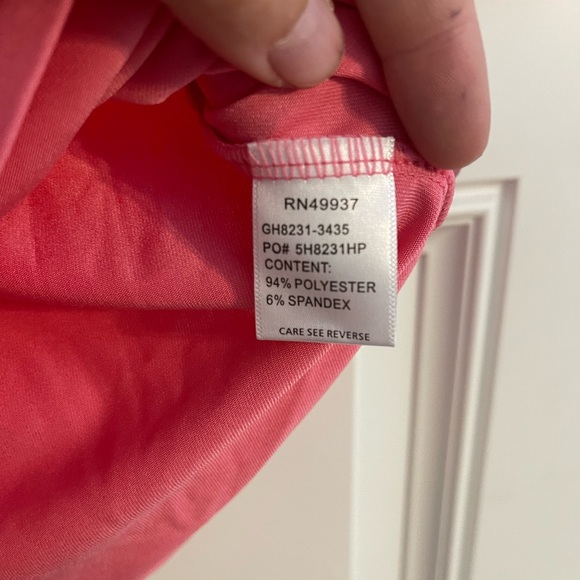 RN49937
GH8231-3435
PO# 5H8231HP
CONTENT:
94% POLYESTER
6% SPANDEX
CARE SEE REVERSE